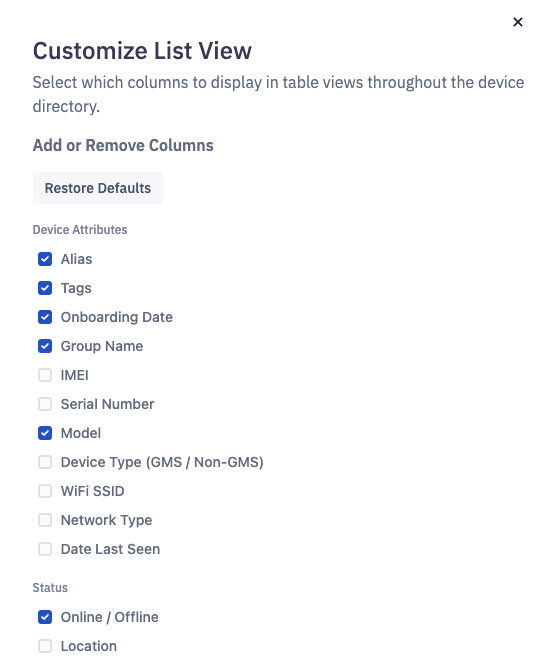 Customize List View
Select which columns to display in table views throughout the device
directory.
Add or Remove Columns
Restore Defaults
Device Attributes
Alias
Tags
Onboarding Date
Group Name
IMEI
Serial Number
Model
Device Type (GMS / Non-GMS)
WiFi SSID
Network Type
Date Last Seen
Status
Online / Offline
Location